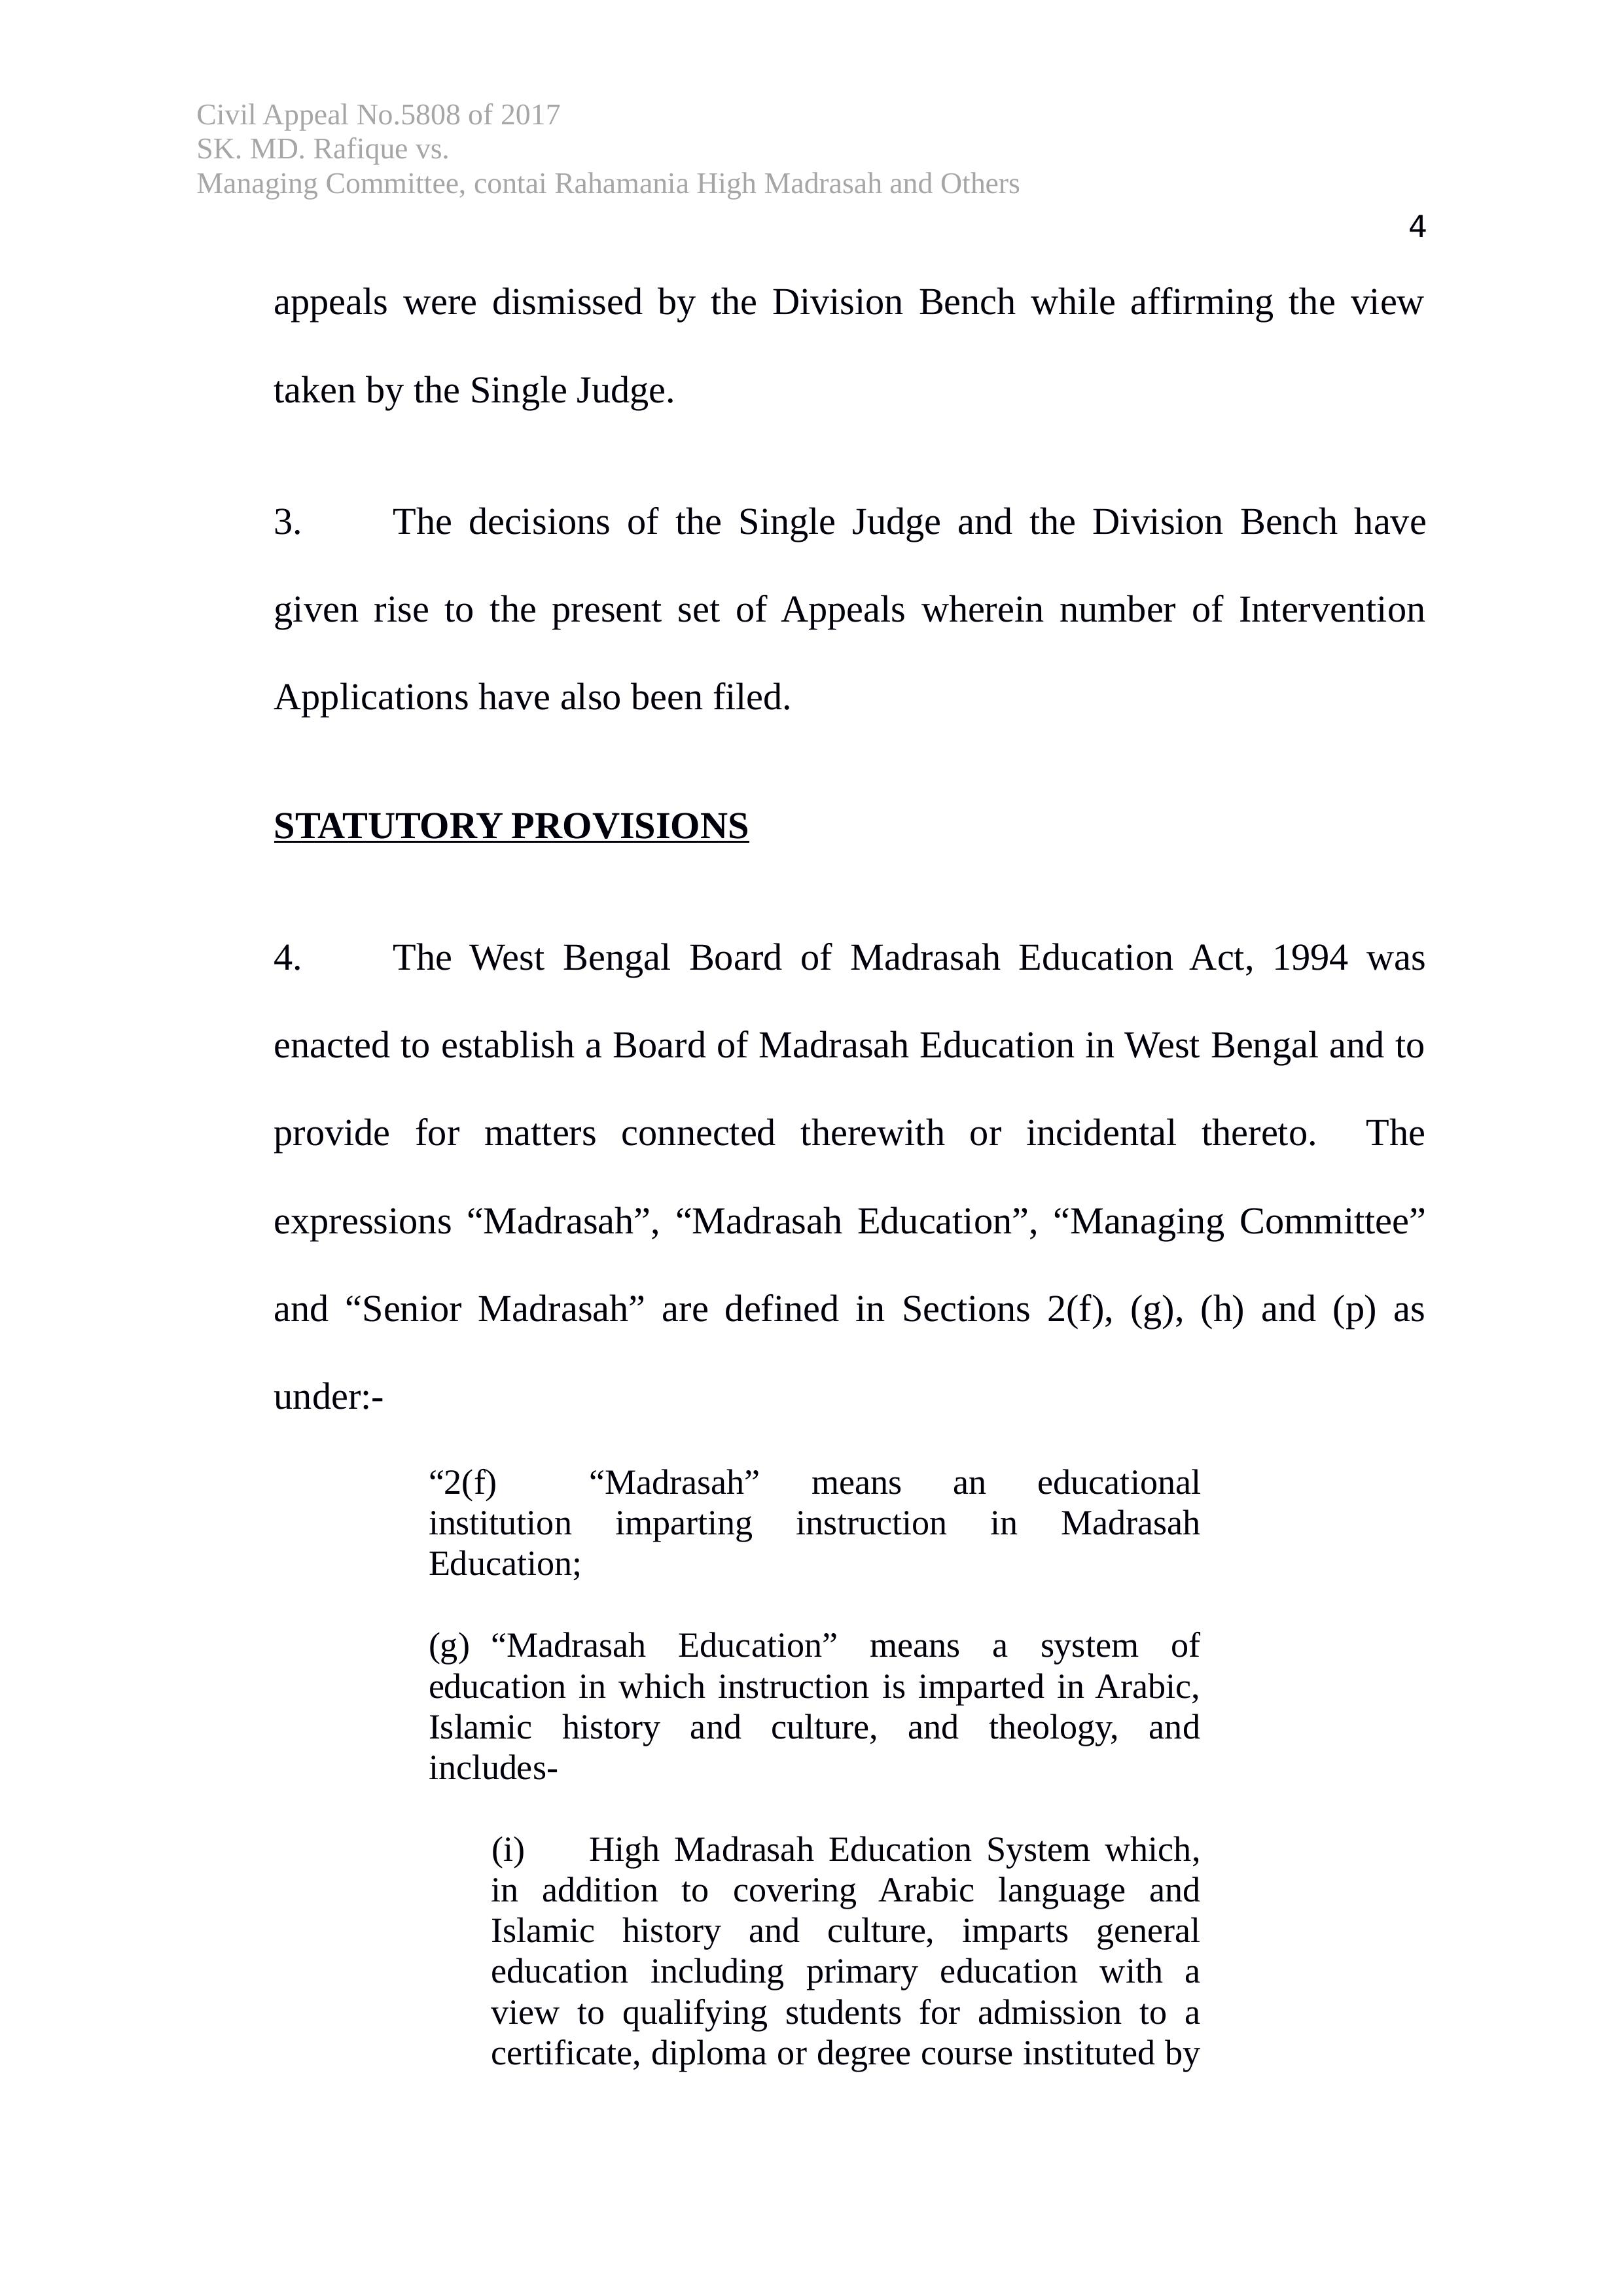 Civil Appeal No.5808 of 2017
SK. MD. Rafique vs.
Managing Committee, contai Rahamania High Madrasah and Others
4
appeals were dismissed by the Division Bench while affirming the view
taken by the Single Judge.
3. The decisions of the Single Judge and the Division Bench have
given rise to the present set of Appeals wherein number of Intervention
Applications have also been filed.
STATUTORY PROVISIONS
4. The West Bengal Board of Madrasah Education Act, 1994 was
enacted to establish a Board of Madrasah Education in West Bengal and to
provide for matters connected therewith or incidental thereto. The
expressions “Madrasah”, “Madrasah Education”, “Managing Committee”
and “Senior Madrasah” are defined in Sections 2(f), (g), (h) and (p) as
under:-
“2(f) “Madrasah” means an educational
institution imparting instruction in Madrasah
Education;
(g) “Madrasah Education” means a system of
education in which instruction is imparted in Arabic,
Islamic history and culture, and theology, and
includes-
(i) High Madrasah Education System which,
in addition to covering Arabic language and
Islamic history and culture, imparts general
education including primary education with a
view to qualifying students for admission to a
certificate, diploma or degree course instituted by